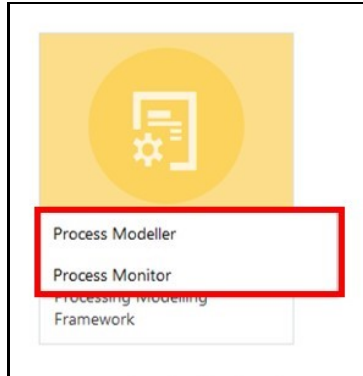 Process Modeller
Process Monitor
Processing Modelling
Framework